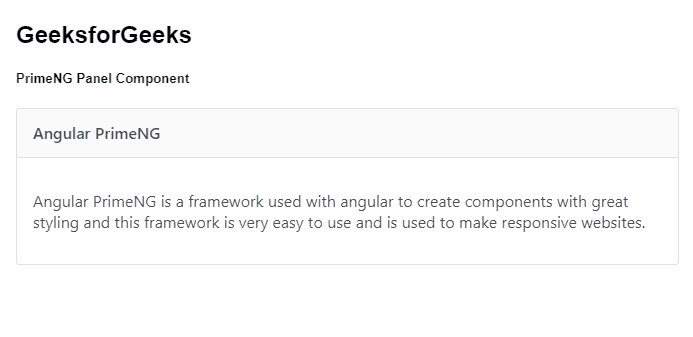 GeeksforGeeks
PrimeNG Panel Component
Angular PrimeNG
Angular PrimeNG is a framework used with angular to create components with great
styling and this framework is very easy to use and is used to make responsive websites.